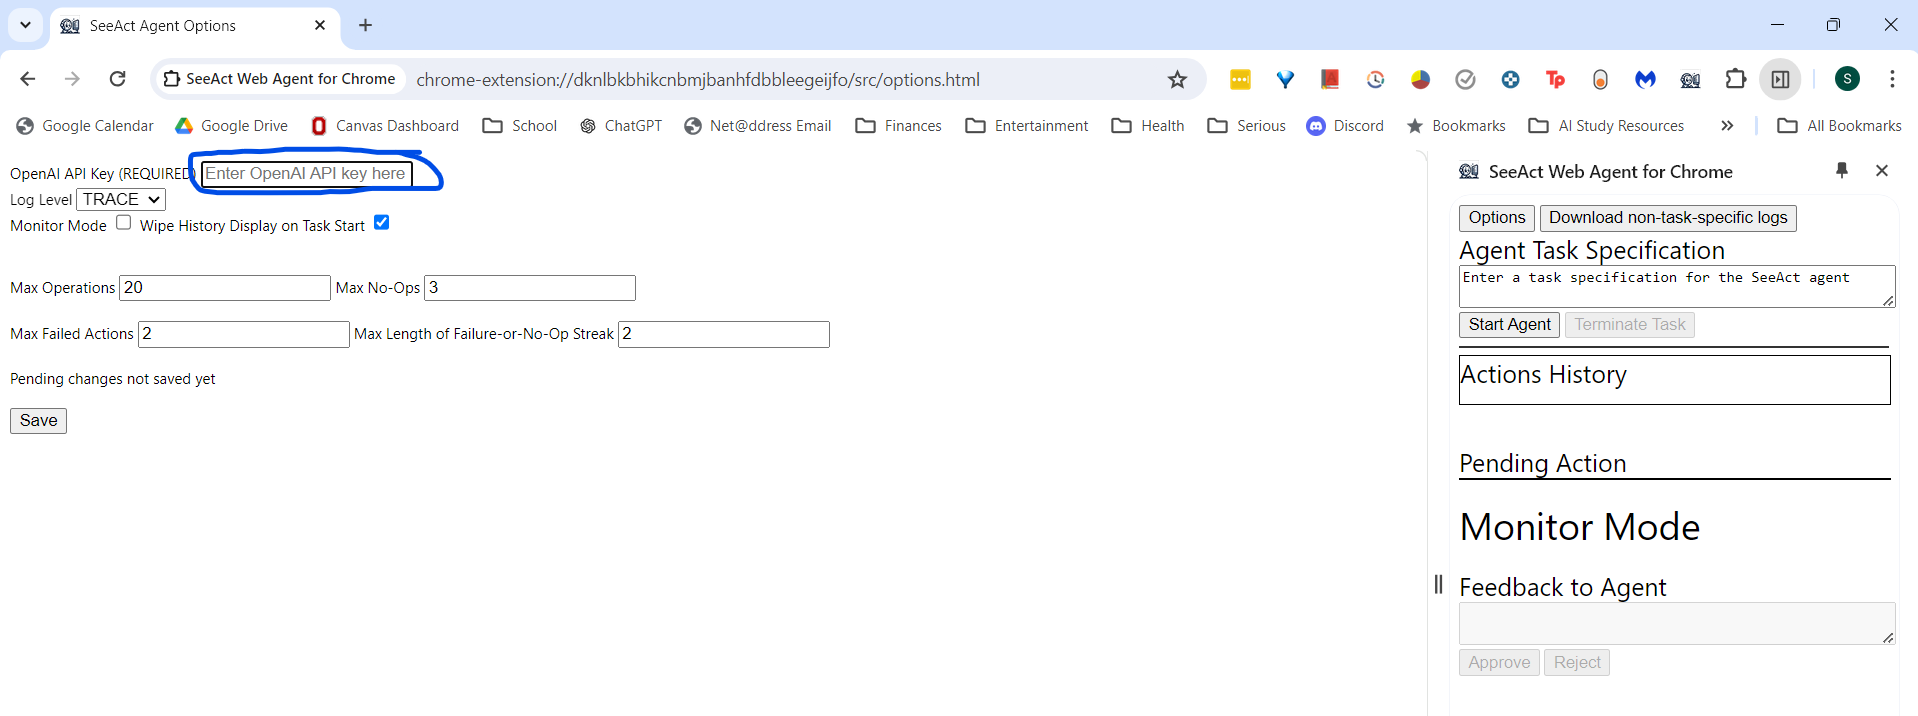 SeeAct Agent Options
SeeAct Web Agent for Chrome chrome-extension://dknlbkbhikcnbmjbanhfdbbleegeijfo/src/options.html Tp S
Google Calendar Google Drive Canvas Dashboard School ChatGPT Net@ddress Email Finances Entertainment Health Serious Discord Bookmarks AI Study Resources All Bookmarks
OpenAI API Key (REQUIRED) Enter OpenAI API key here
Log Level TRACE
Monitor Mode Wipe History Display on Task Start
Max Operations 20 Max No-Ops 3
Max Failed Actions 2 Max Length of Failure-or-No-Op Streak 2
Pending changes not saved yet
Save
SeeAct Web Agent for Chrome
Options Download non-task-specific logs
Agent Task Specification
Enter a task specification for the SeeAct agent
Start Agent Terminate Task
Actions History
Pending Action
Monitor Mode
Feedback to Agent
Approve Reject